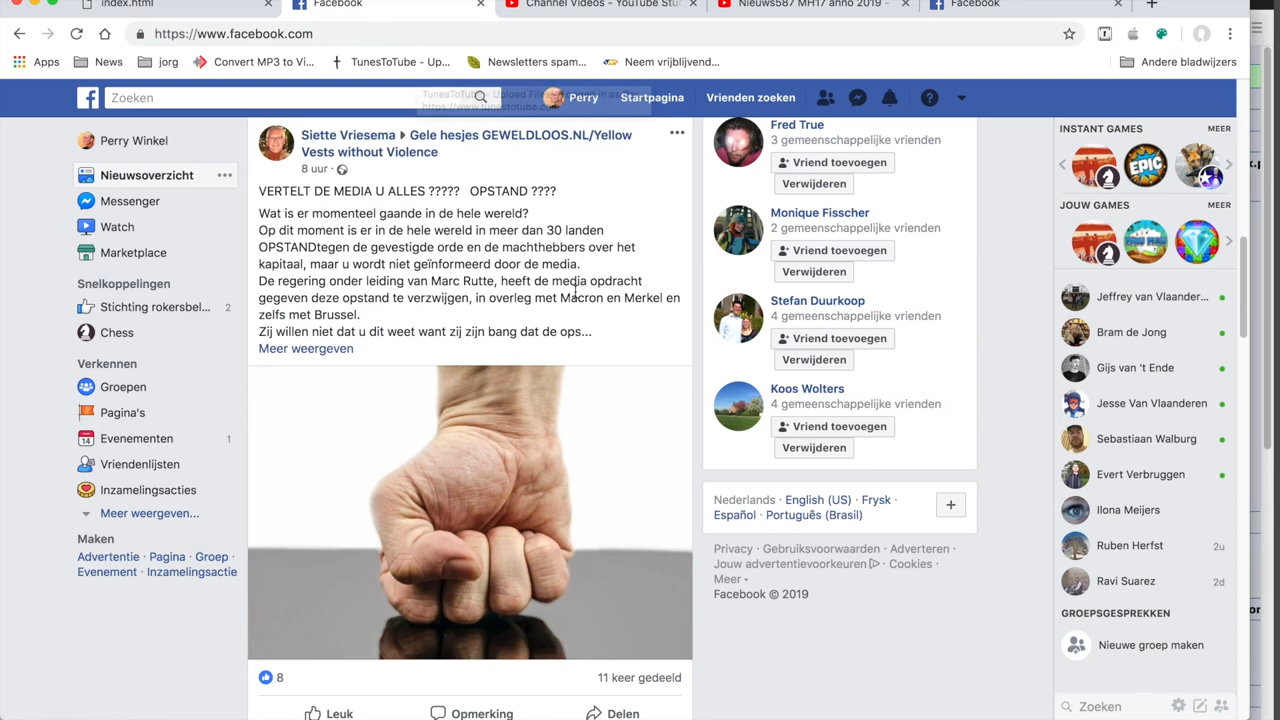 index.html
Facebook
Channel Videos - YouTube Stu
Nieuws587 MH17 anno 2019 -
Facebook
https://www.facebook.com
Apps
News
jorg
Convert MP3 to Vi...
TunesToTube - Up...
Newsletters spam...
Neem vrijblijvend...
Andere bladwijzers
Zoeken
https://www.tunestotube.com
Perry
Startpagina
Vrienden zoeken
Perry Winkel
Nieuwsoverzicht
Messenger
Watch
Marketplace
Snelkoppelingen
Stichting rokersbel... 2
Chess
Verkennen
Groepen
Pagina's
Evenementen 1
Vriendenlijsten
Inzamelingsacties
Meer weergeven...
Maken
Advertentie · Pagina · Groep ·
Evenement · Inzamelingsactie
Siette Vriesema Gele hesjes GEWELDLOOS.NL/Yellow
Vests without Violence
8 uur ·
VERTELT DE MEDIA U ALLES ????? OPSTAND ????
Wat is er momenteel gaande in de hele wereld?
Op dit moment is er in de hele wereld in meer dan 30 landen
OPSTANDtegen de gevestigde orde en de machthebbers over het
kapitaal, maar u wordt niet geïnformeerd door de media.
De regering onder leiding van Marc Rutte, heeft de media opdracht
gegeven deze opstand te verzwijgen, in overleg met Macron en Merkel en
zelfs met Brussel.
Zij willen niet dat u dit weet want zij zijn bang dat de ops...
Meer weergeven
8
11 keer gedeeld
Leuk
Opmerking
Delen
Fred True
3 gemeenschappelijke vrienden
Vriend toevoegen
Verwijderen
Monique Fisscher
2 gemeenschappelijke vrienden
Vriend toevoegen
Verwijderen
Stefan Duurkoop
4 gemeenschappelijke vrienden
Vriend toevoegen
Verwijderen
Koos Wolters
4 gemeenschappelijke vrienden
Vriend toevoegen
Verwijderen
Nederlands · English (US) · Frysk ·
Español · Português (Brasil)
Privacy · Gebruiksvoorwaarden · Adverteren ·
Jouw advertentievoorkeuren · Cookies ·
Meer
Facebook © 2019
INSTANT GAMES MEER
EPIC
JOUW GAMES MEER
Jeffrey van Vlaander...
Bram de Jong
Gijs van 't Ende
Jesse Van Vlaanderen
Sebastiaan Walburg
Evert Verbruggen
Ilona Meijers
Ruben Herfst 2u
Ravi Suarez 2d
GROEPSGESPREKKEN
Nieuwe groep maken
Zoeken